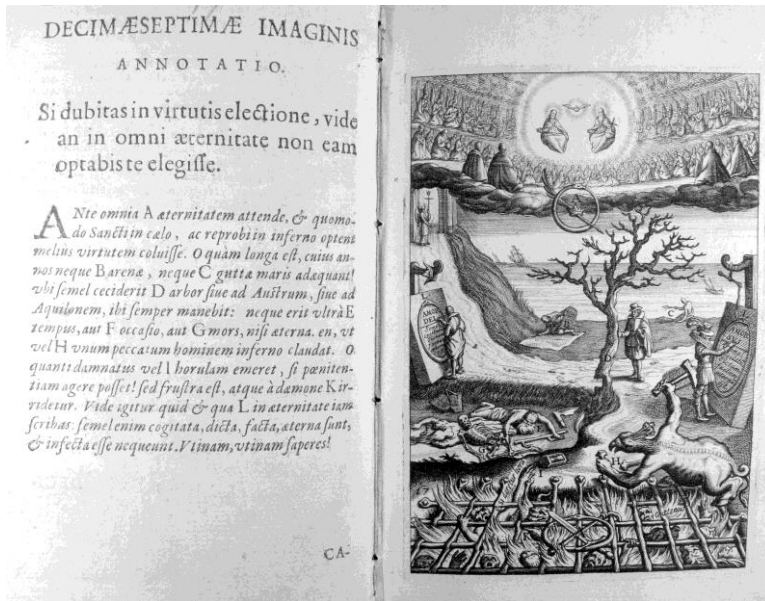 DECIMÆSEPTIMÆ IMAGINIS
ANNOTATIO.
Si dubitas in virtutis electione, vide
an in omni æternitate non eam
optabis te elegisse.
ANte omnia A æternitatem attende, & quomo-
do Sancti in cælo, ac reprobi in inferno optent
melius virtutem coluisse. O quàm longa est, cuius an-
nos neque B arenæ, neque C guttæ maris adæquant!
vbi semel ceciderit D arbor siue ad Austrum, siue ad
Aquilonem, ibi semper manebit: neque erit vltrà E
tempus, aut F occasio, aut G mors, nisi æterna. en, vt
vel H vnum peccatum hominem inferno claudat. O
quanti damnatus vel I horulam emeret, si pæniten-
tiam agere posset! sed frustra est, atque à dæmone K ir-
ridetur. Vide igitur quid & qua L in æternitate iam
scribas: semel enim cogitata, dicta, facta, æterna sunt,
& infecta esse nequeunt. Vtinam, vtinam saperes!
CA-